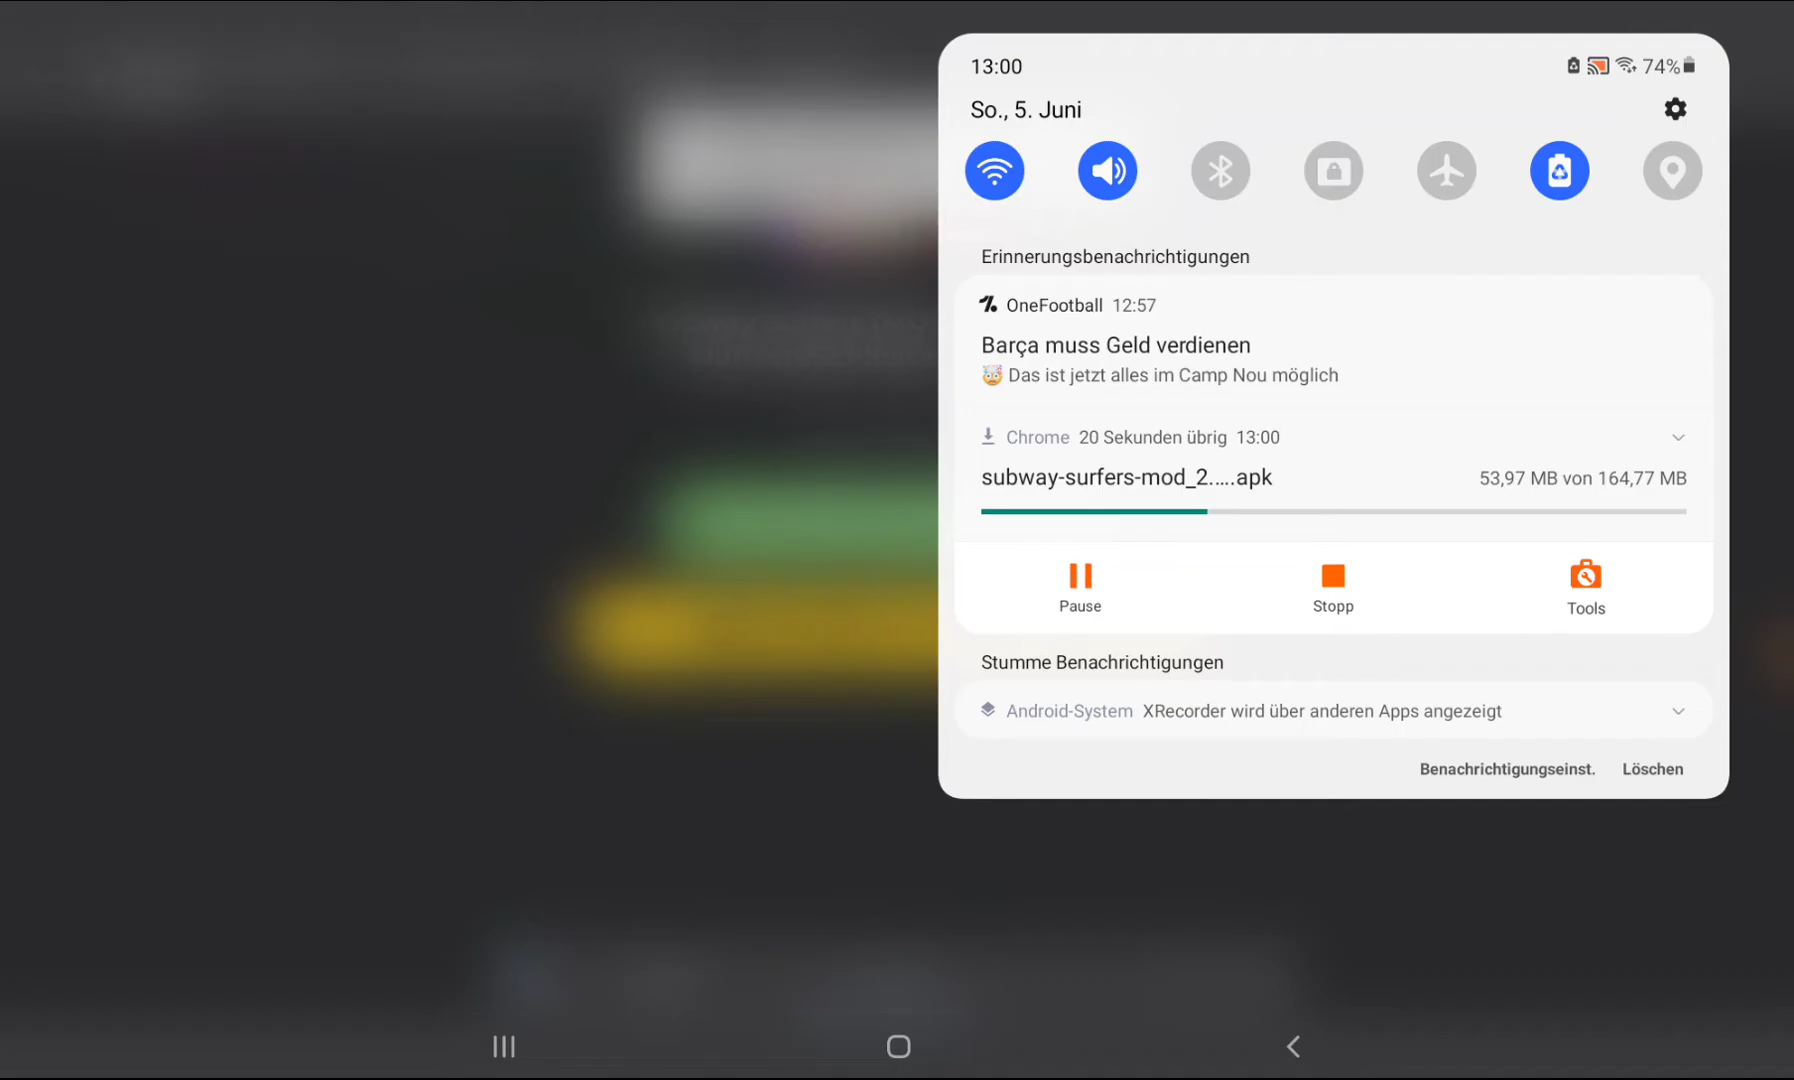 13:00
74%
So., 5. Juni
Erinnerungsbenachrichtigungen
OneFootball 12:57
Barça muss Geld verdienen
🤯 Das ist jetzt alles im Camp Nou möglich
Chrome 20 Sekunden übrig 13:00
subway-surfers-mod_2.….apk
53,97 MB von 164,77 MB
Pause
Stopp
Tools
Stumme Benachrichtigungen
Android-System XRecorder wird über anderen Apps angezeigt
Benachrichtigungseinst.
Löschen